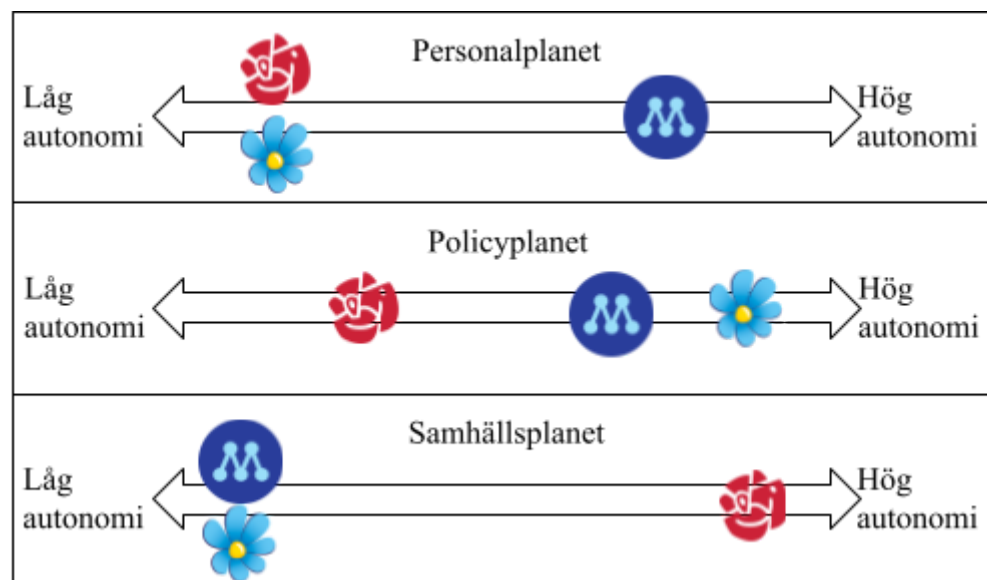 Personalplanet
Låg
autonomi
Hög
autonomi
Policyplanet
Låg
autonomi
Hög
autonomi
Samhällsplanet
Låg
autonomi
Hög
autonomi